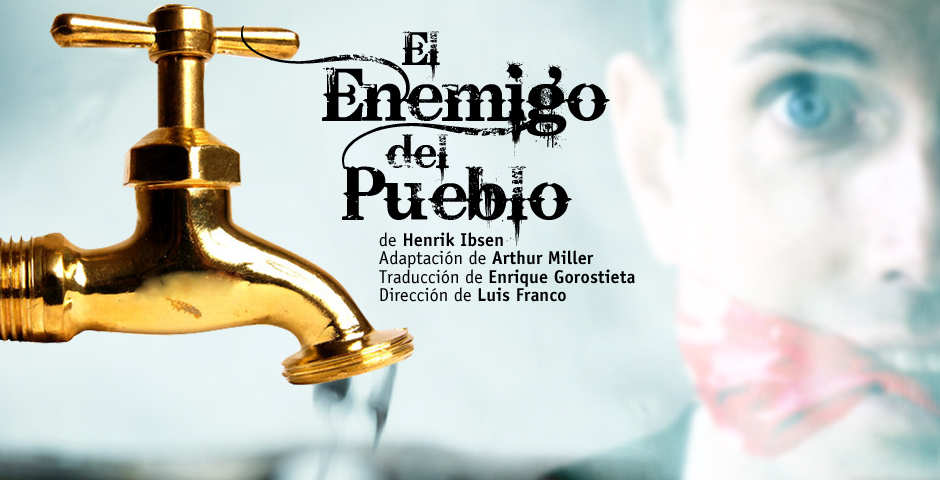 El
Enemigo
del
Pueblo
de Henrik Ibsen
Adaptación de Arthur Miller
Traducción de Enrique Gorostieta
Dirección de Luis Franco